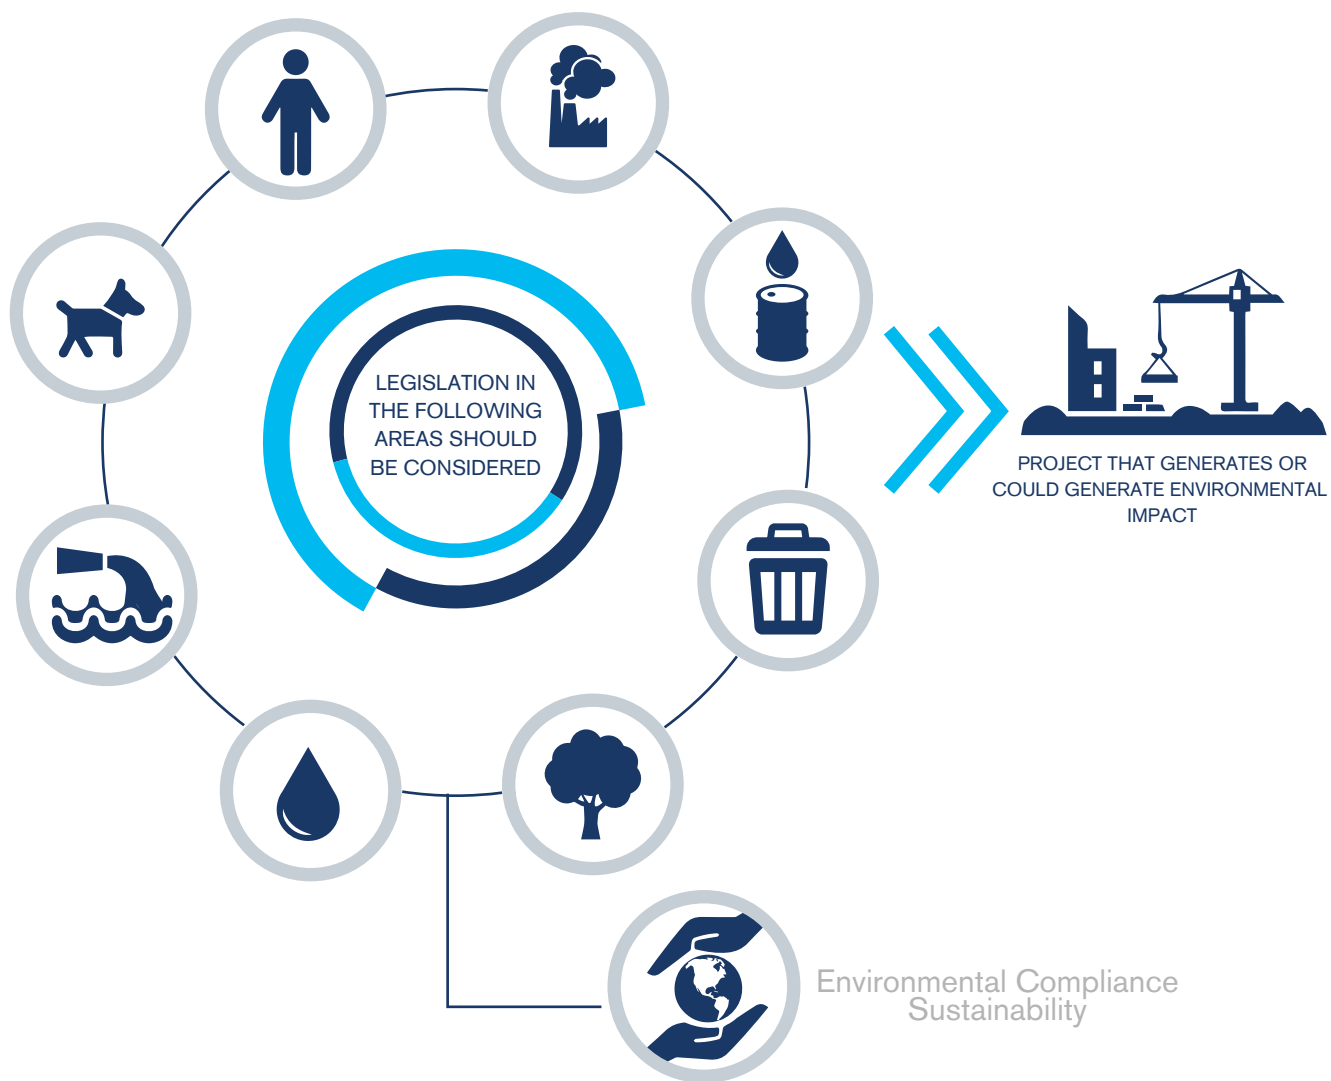 LEGISLATION IN
THE FOLLOWING
AREAS SHOULD
BE CONSIDERED
PROJECT THAT GENERATES OR
COULD GENERATE ENVIRONMENTAL
IMPACT
Environmental Compliance
Sustainability